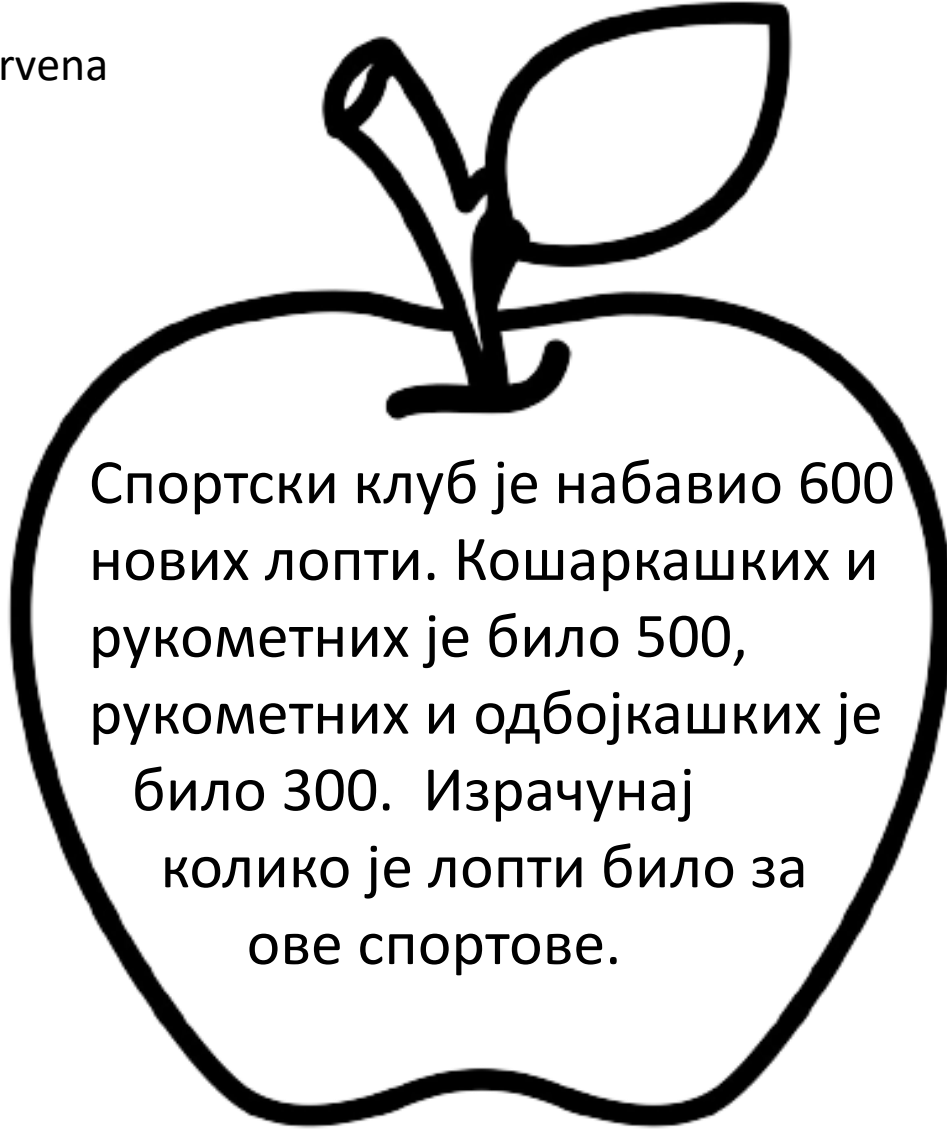 rvena
Спортски клуб је набавио 600
нових лопти. Кошаркашких и
рукометних је било 500,
рукометних и одбојкашких је
било 300. Израчунај
колико је лопти било за
ове спортове.